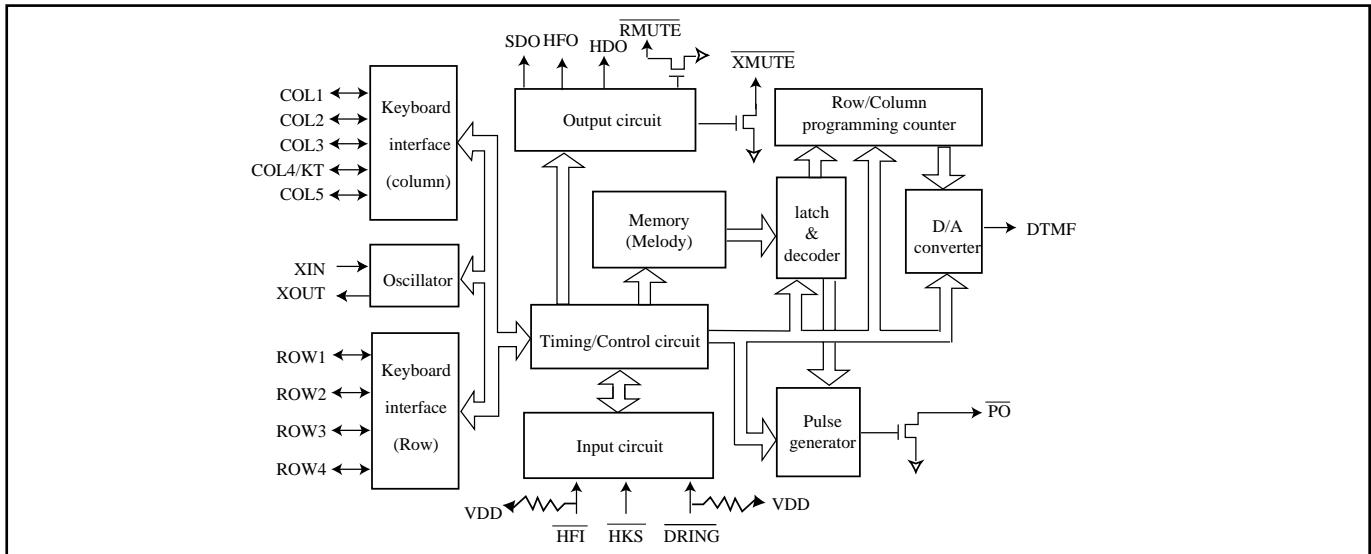 SDO
HFO
HDO
RMUTE
XMUTE
COL1
COL2
COL3
COL4/KT
COL5
Keyboard
interface
(column)
Output circuit
Row/Column
programming counter
Memory
(Melody)
latch
&
decoder
D/A
converter
DTMF
XIN
XOUT
Oscillator
ROW1
ROW2
ROW3
ROW4
Keyboard
interface
(Row)
Timing/Control circuit
Input circuit
Pulse
generator
PO
VDD
HFI
HKS
DRING
VDD